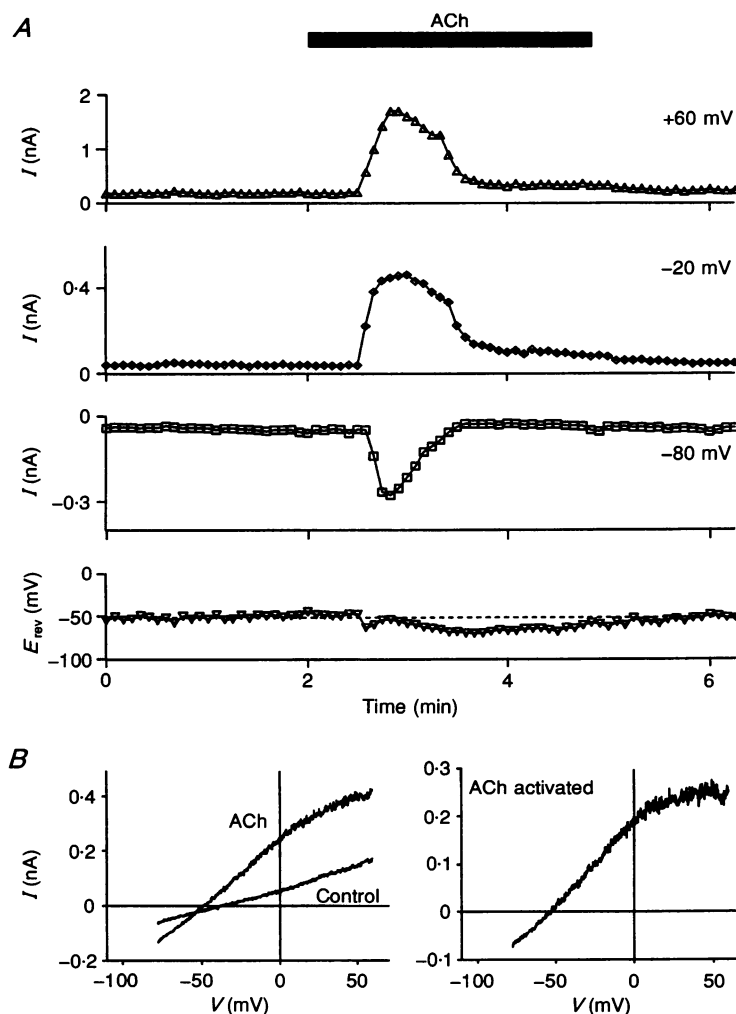 A
ACh
2
1
0
I (nA)
+60 mV
0·4
0
I (nA)
−20 mV
0
−0·3
I (nA)
−80 mV
0
−50
−100
E rev (mV)
0 2 4 6
Time (min)
B
0·4
0·2
0
−0·2
I (nA)
ACh
Control
−100 −50 0 50
V (mV)
0·3
0·2
0·1
0
−0·1
ACh activated
−100 −50 0 50
V (mV)